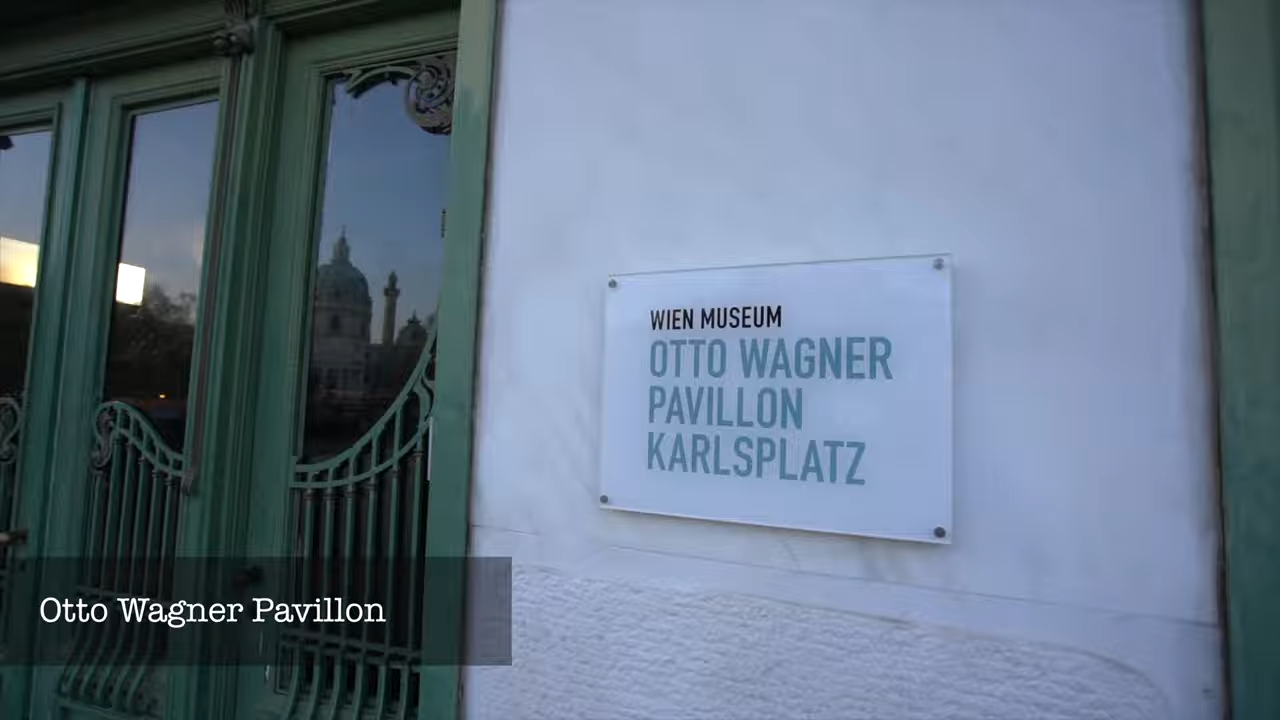 WIEN MUSEUM
OTTO WAGNER
PAVILLON
KARLSPLATZ
Otto Wagner Pavillon